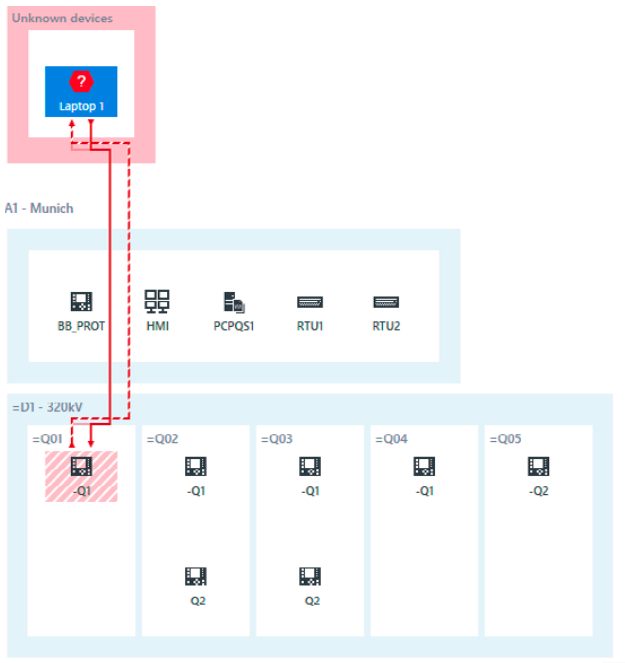 Unknown devices
?
Laptop 1
A1 - Munich
BB_PROT HMI PCPQS1 RTU1 RTU2
=D1 - 320kV
=Q01 =Q02 =Q03 =Q04 =Q05
-Q1 -Q1 -Q1 -Q1 -Q2
Q2 Q2